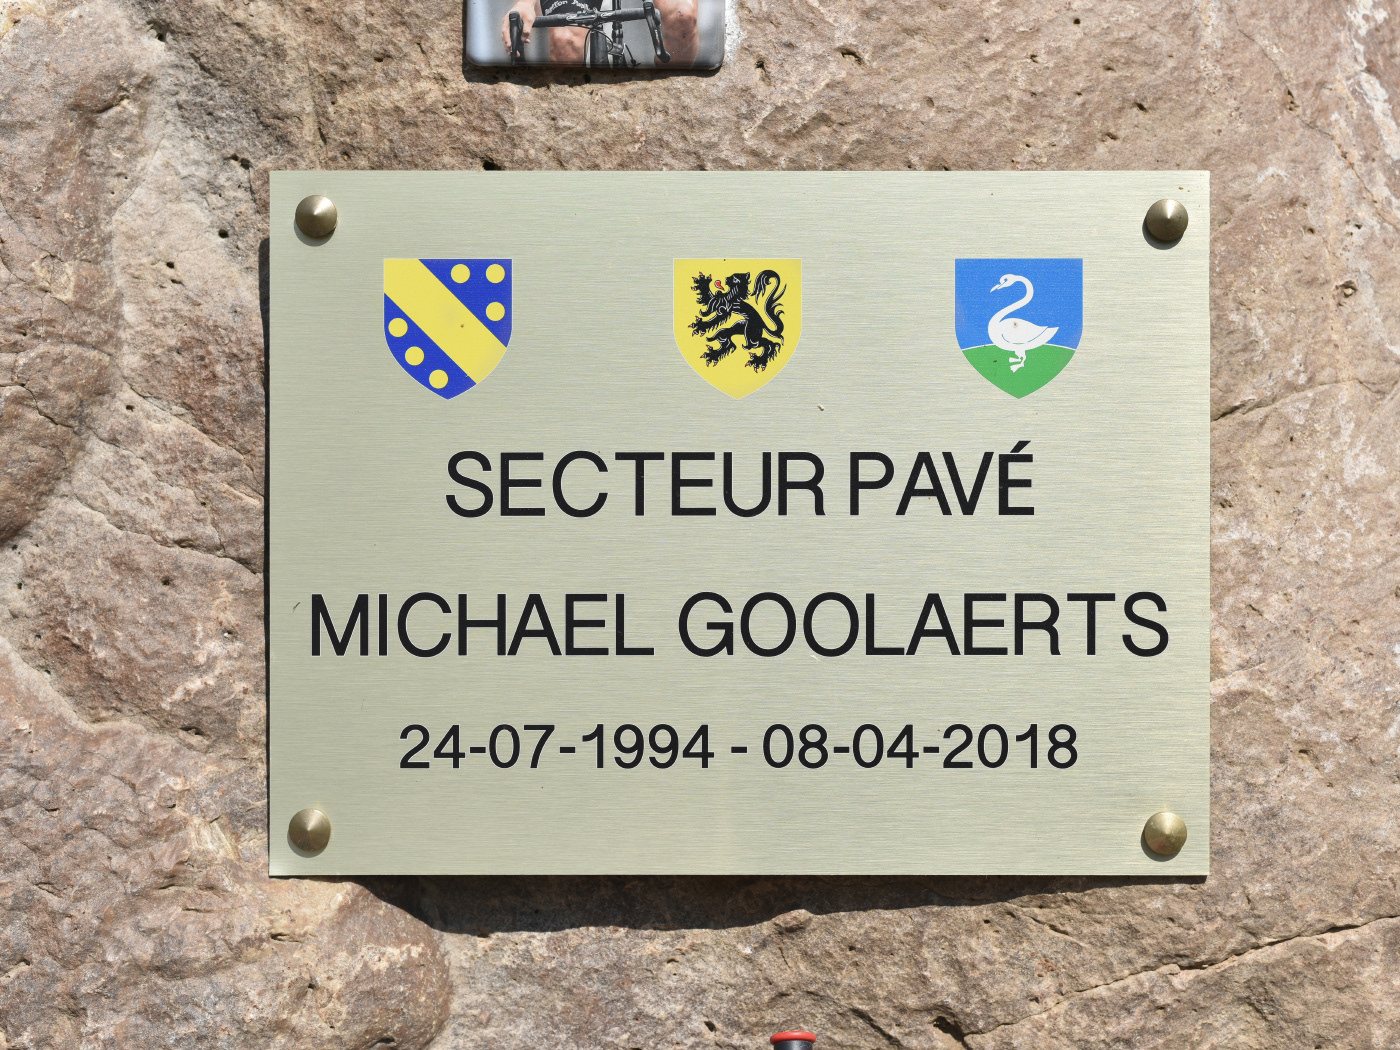 SECTEUR PAVÉ
MICHAEL GOOLAERTS
24-07-1994 - 08-04-2018